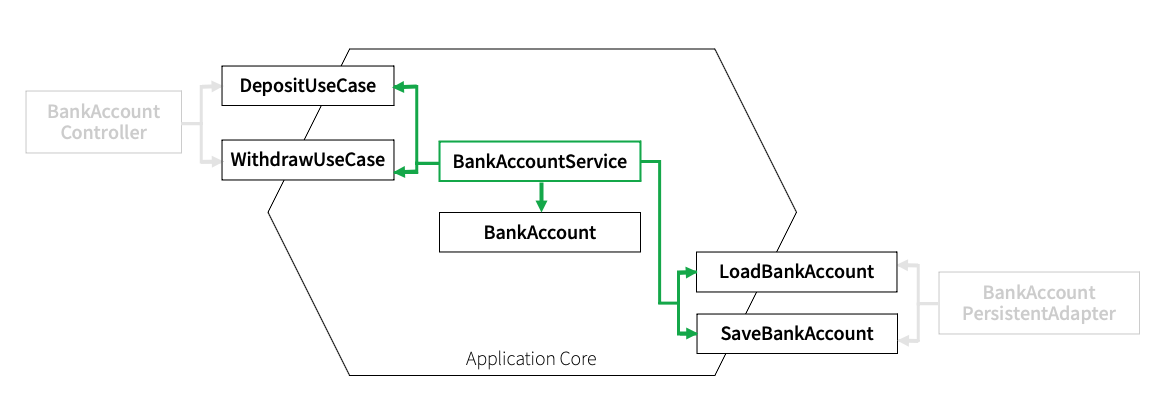 DepositUseCase
BankAccount
Controller
WithdrawUseCase
BankAccountService
BankAccount
LoadBankAccount
BankAccount
PersistentAdapter
SaveBankAccount
Application Core